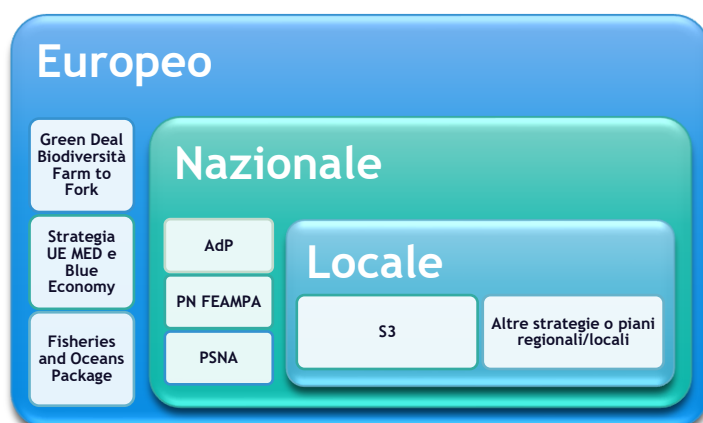 Europeo
Green Deal
Biodiversità
Farm to
Fork
Strategia
UE MED e
Blue
Economy
Fisheries
and Oceans
Package
Nazionale
AdP
PN FEAMPA
PSNA
Locale
S3
Altre strategie o piani
regionali/locali